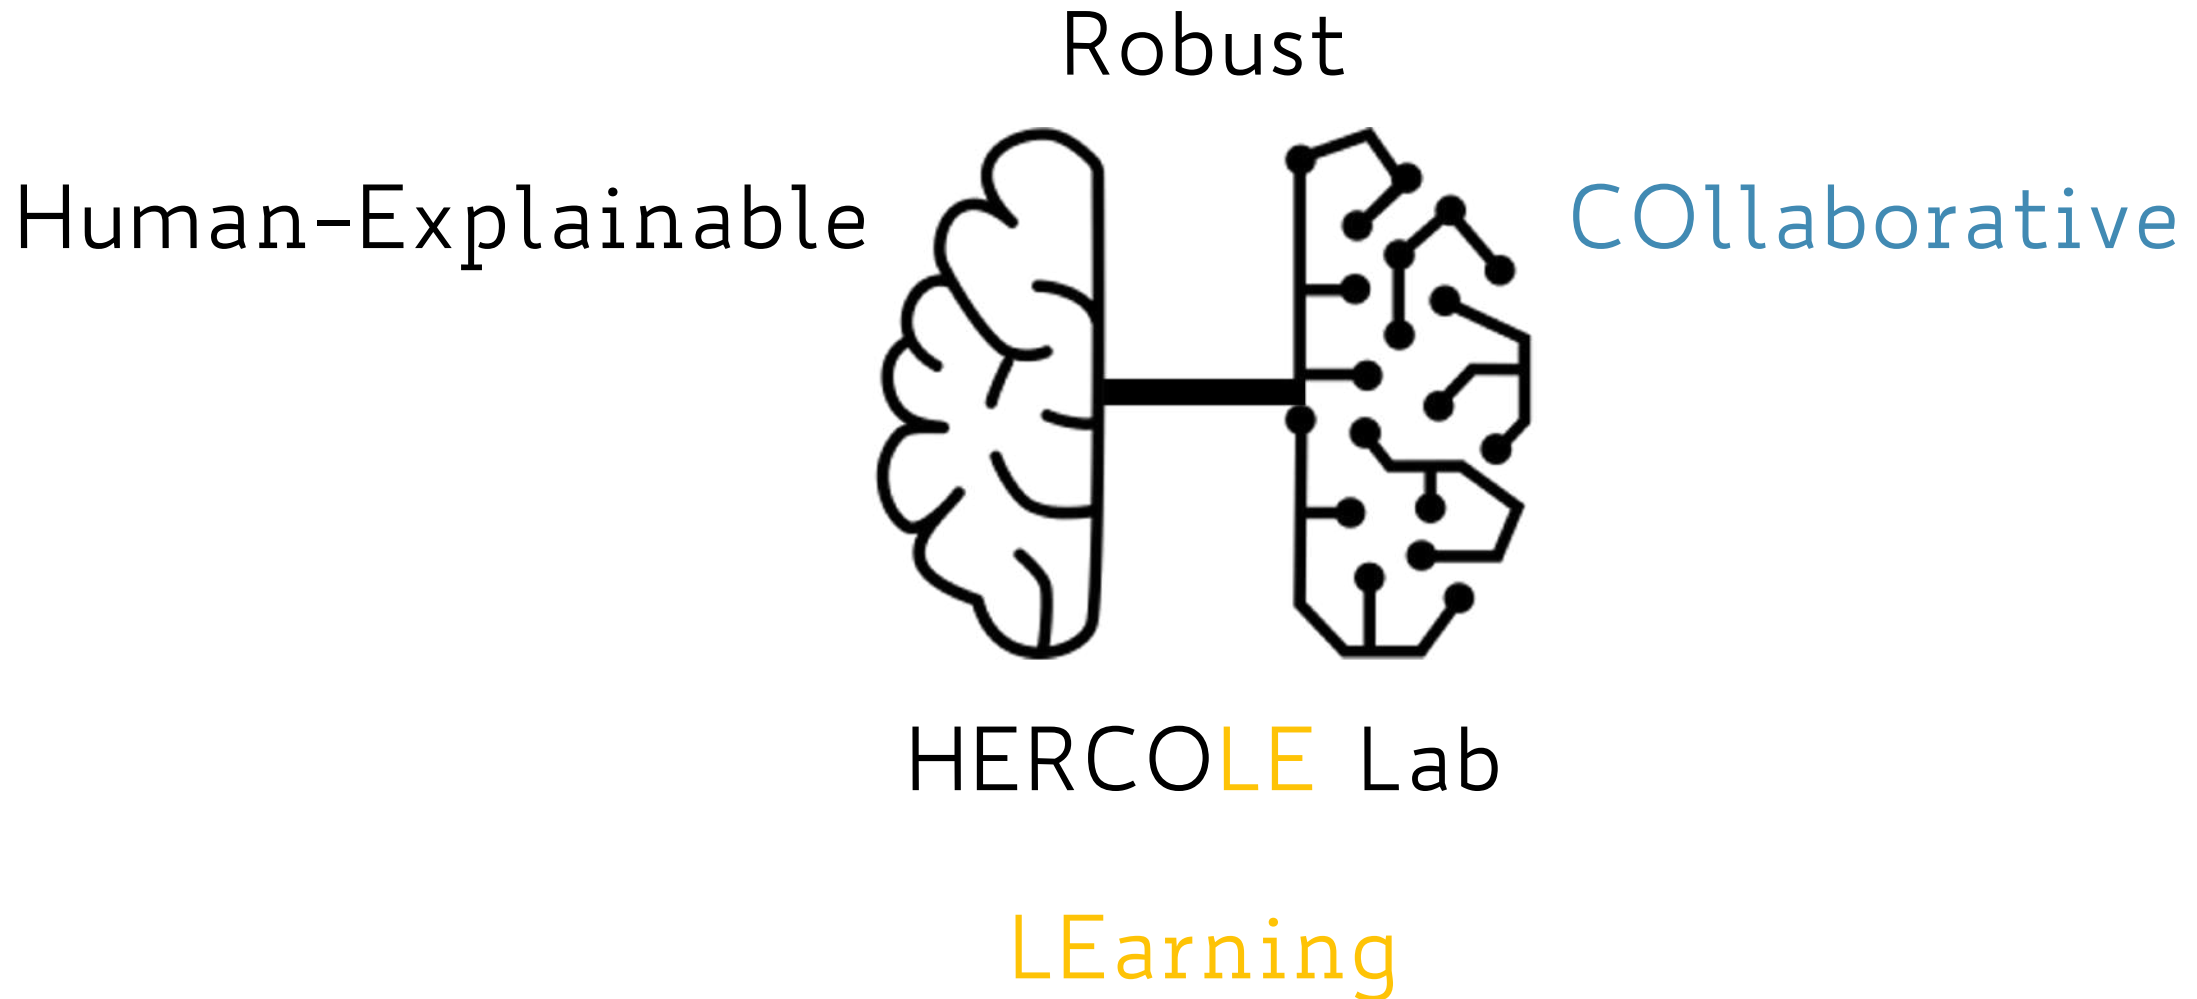 Robust
Human-Explainable
COllaborative
HERCOLE Lab
LEarning